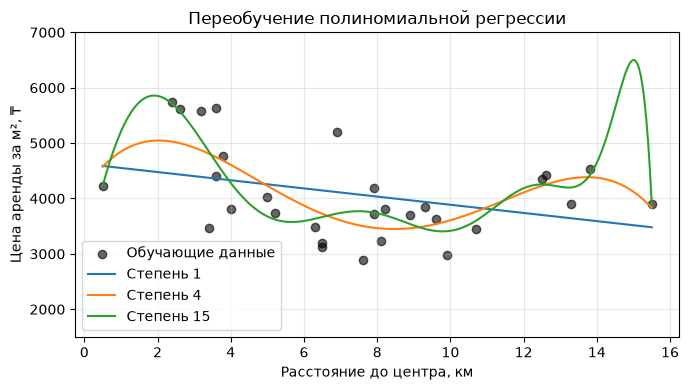 Переобучение полиномиальной регрессии
Цена аренды за м², ₸
7000
6000
5000
4000
3000
2000
Обучающие данные
Степень 1
Степень 4
Степень 15
0 2 4 6 8 10 12 14 16
Расстояние до центра, км